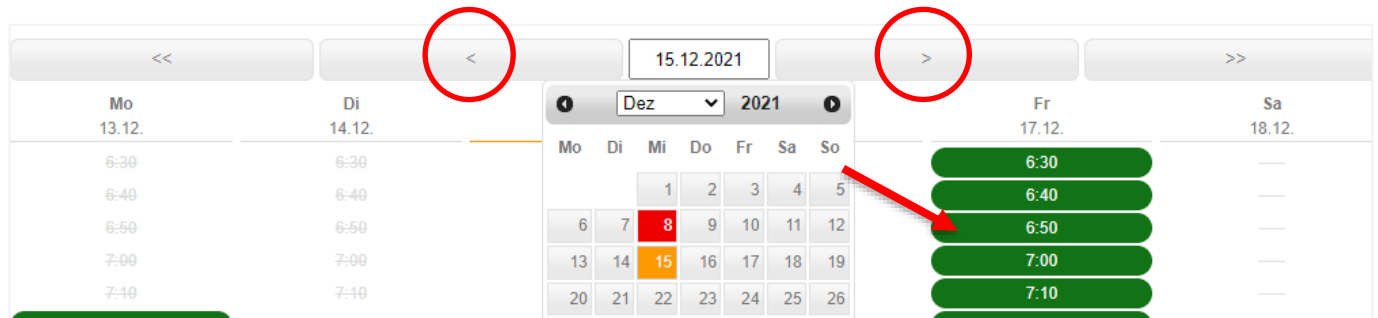 << < 15.12.2021 > >>
Mo Di Fr Sa
13.12. 14.12. 17.12. 18.12.
Dez 2021
Mo Di Mi Do Fr Sa So
1 2 3 4 5
6 7 8 9 10 11 12
13 14 15 16 17 18 19
20 21 22 23 24 25 26
6:30 6:30 6:30
6:40 6:40 6:40
6:50 6:50 6:50
7:00 7:00 7:00
7:10 7:10 7:10